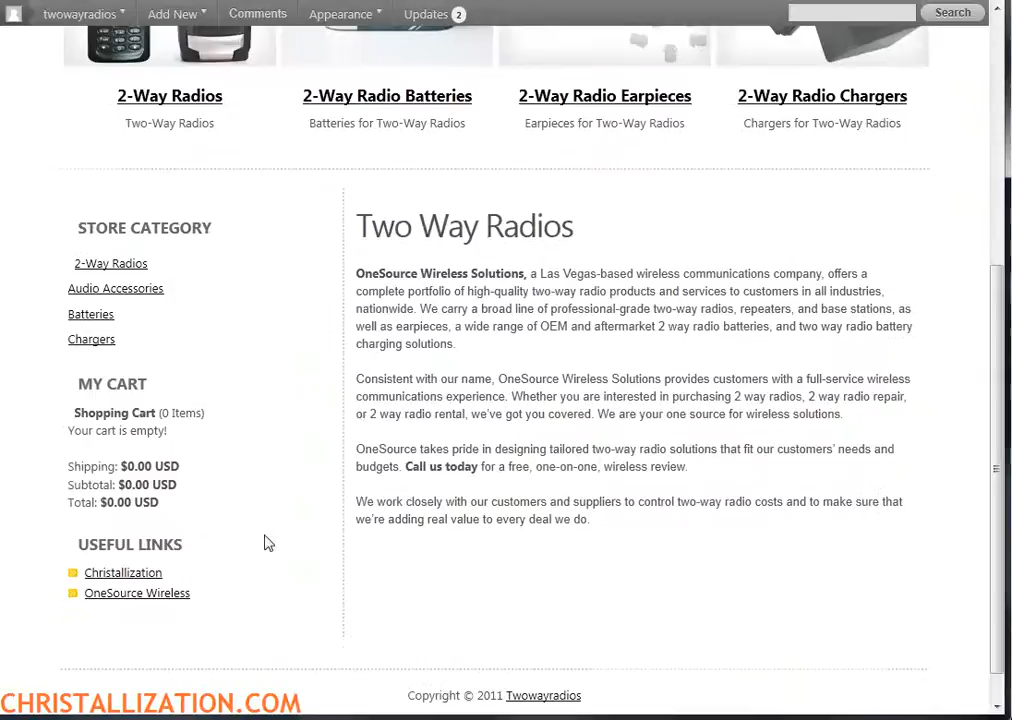 twowayradios Add New Comments Appearance Updates 2 Search
2-Way Radios 2-Way Radio Batteries 2-Way Radio Earpieces 2-Way Radio Chargers
Two-Way Radios Batteries for Two-Way Radios Earpieces for Two-Way Radios Chargers for Two-Way Radios
STORE CATEGORY
2-Way Radios
Audio Accessories
Batteries
Chargers
MY CART
Shopping Cart (0 Items)
Your cart is empty!
Shipping: $0.00 USD
Subtotal: $0.00 USD
Total: $0.00 USD
USEFUL LINKS
Christallization
OneSource Wireless
Two Way Radios
OneSource Wireless Solutions, a Las Vegas-based wireless communications company, offers a
complete portfolio of high-quality two-way radio products and services to customers in all industries,
nationwide. We carry a broad line of professional-grade two-way radios, repeaters, and base stations, as
well as earpieces, a wide range of OEM and aftermarket 2 way radio batteries, and two way radio battery
charging solutions.
Consistent with our name, OneSource Wireless Solutions provides customers with a full-service wireless
communications experience. Whether you are interested in purchasing 2 way radios, 2 way radio repair,
or 2 way radio rental, we've got you covered. We are your one source for wireless solutions.
OneSource takes pride in designing tailored two-way radio solutions that fit our customers' needs and
budgets. Call us today for a free, one-on-one, wireless review.
We work closely with our customers and suppliers to control two-way radio costs and to make sure that
we're adding real value to every deal we do.
Copyright © 2011 Twowayradios
CHRISTALLIZATION.COM